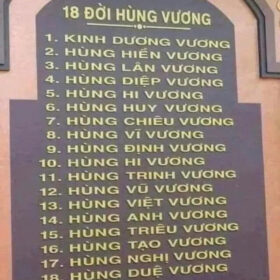 18 ĐỜI HÙNG VƯƠNG
1. KINH DƯƠNG VƯƠNG
2. HÙNG HIỀN VƯƠNG
3. HÙNG LÂN VƯƠNG
4. HÙNG DIỆP VƯƠNG
5. HÙNG HI VƯƠNG
6. HÙNG HUY VƯƠNG
7. HÙNG CHIÊU VƯƠNG
8. HÙNG VĨ VƯƠNG
9. HÙNG ĐỊNH VƯƠNG
10. HÙNG HI VƯƠNG
11. HÙNG TRINH VƯƠNG
12. HÙNG VŨ VƯƠNG
13. HÙNG VIỆT VƯƠNG
14. HÙNG ANH VƯƠNG
15. HÙNG TRIÊU VƯƠNG
16. HÙNG TẠO VƯƠNG
17. HÙNG NGHỊ VƯƠNG
18. HÙNG DUỆ VƯƠNG